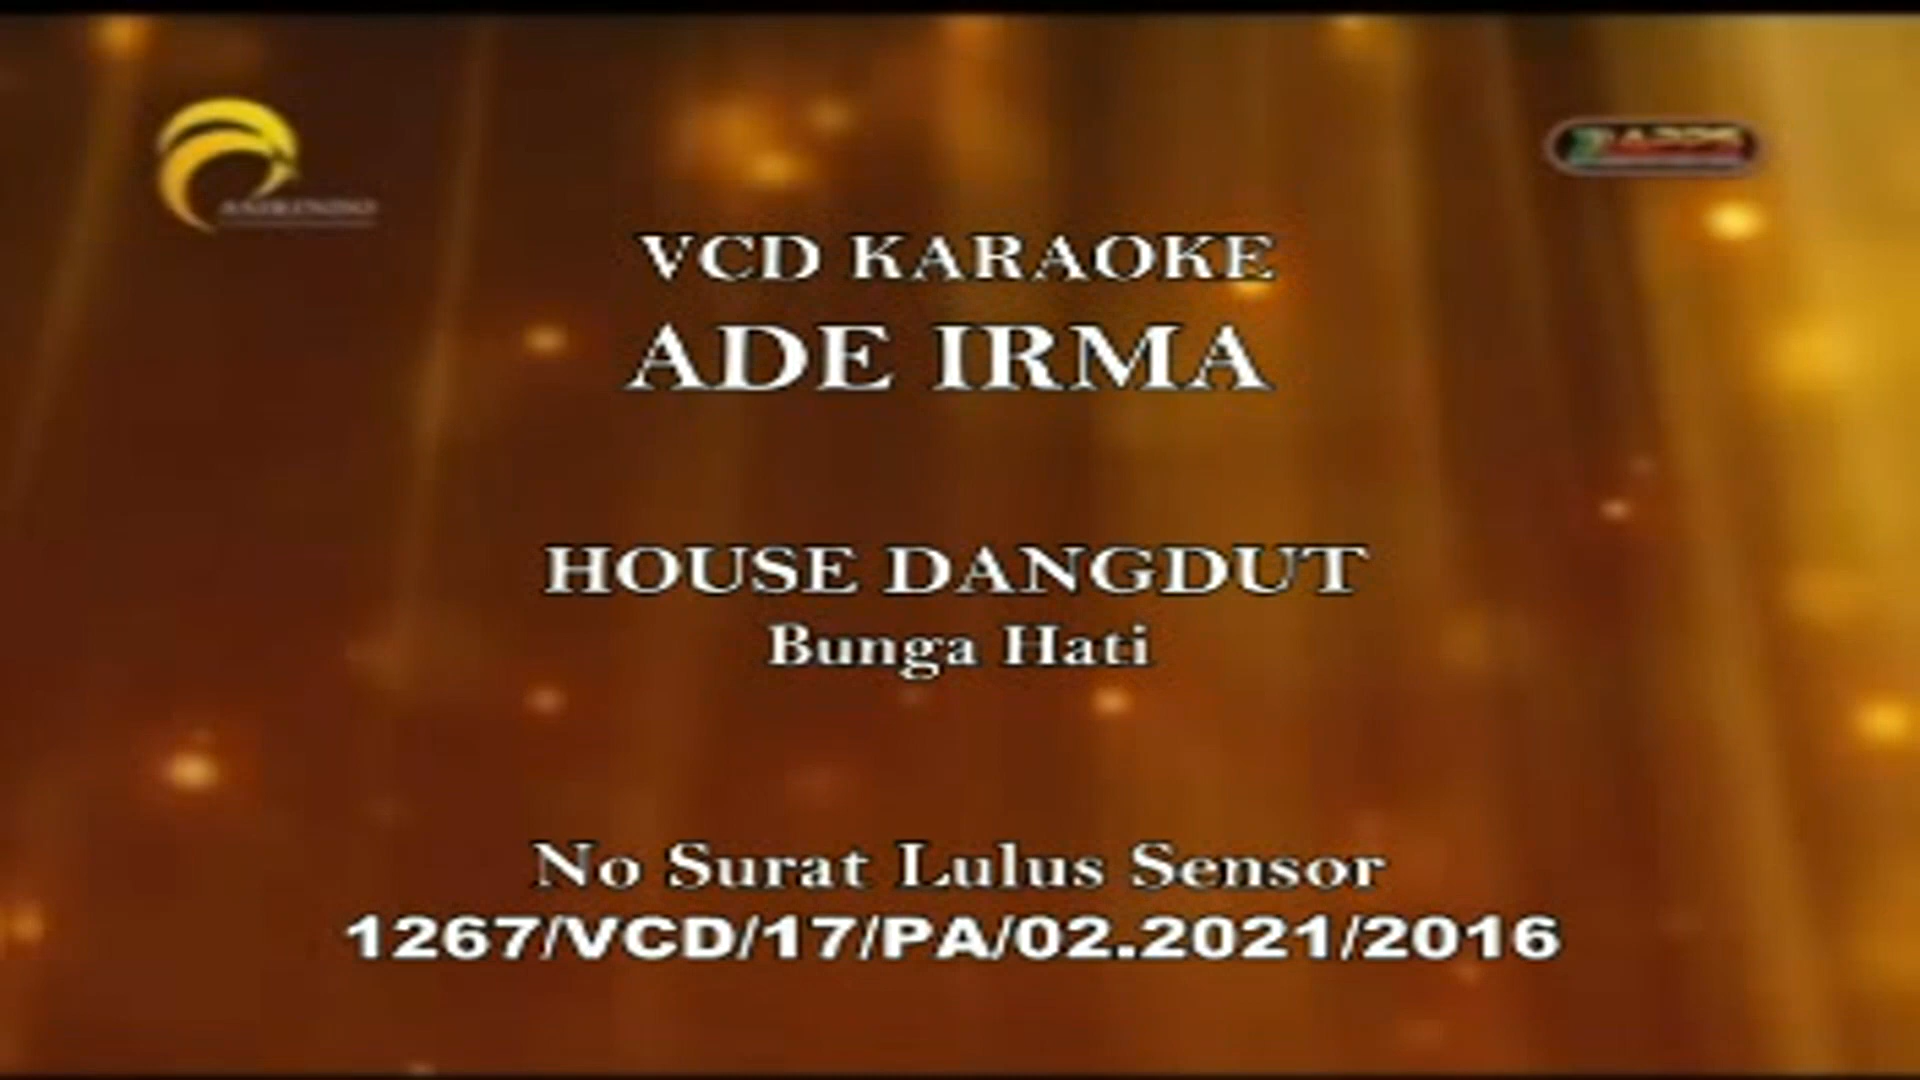 VCD KARAOKE
ADE IRMA
HOUSE DANGDUT
Bunga Hati
No Surat Lulus Sensor
1267/VCD/17/PA/02.2021/2016